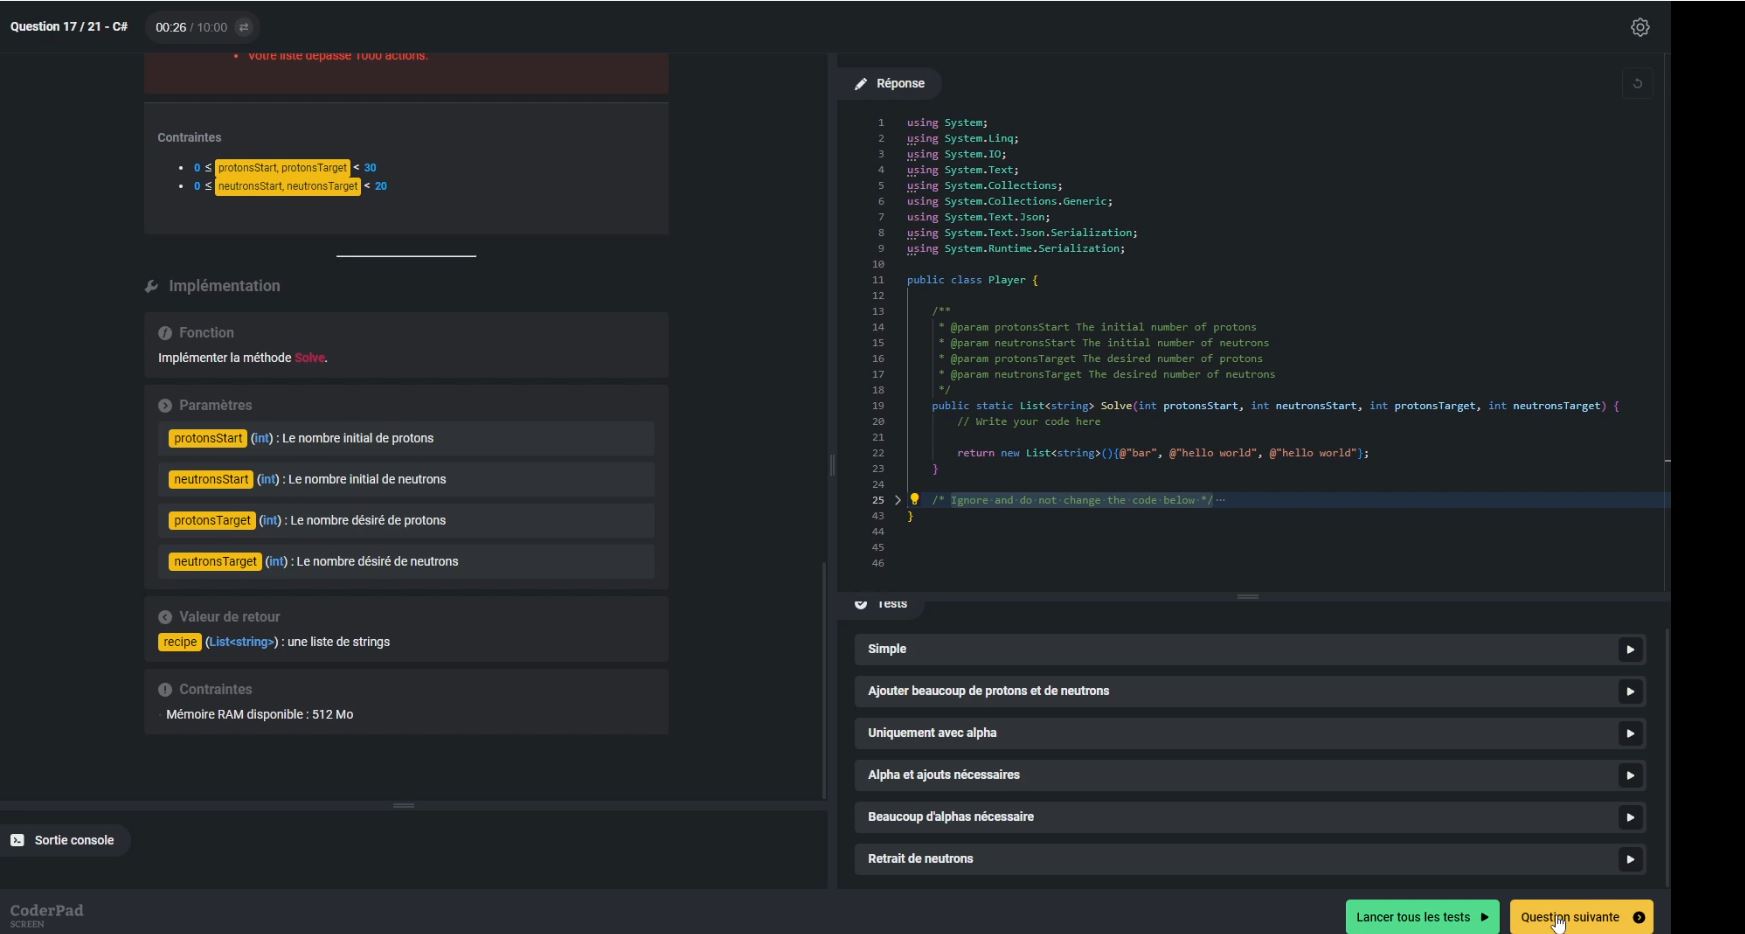 Question 17 / 21 - C#
00:26 / 10:00
Votre liste dépasse 1000 actions.
Contraintes
0 ≤ protonsStart, protonsTarget < 30
0 ≤ neutronsStart, neutronsTarget < 20
Implémentation
Fonction
Implémenter la méthode Solve.
Paramètres
protonsStart (int) : Le nombre initial de protons
neutronsStart (int) : Le nombre initial de neutrons
protonsTarget (int) : Le nombre désiré de protons
neutronsTarget (int) : Le nombre désiré de neutrons
Valeur de retour
recipe (List<string>) : une liste de strings
Contraintes
Mémoire RAM disponible : 512 Mo
Sortie console
CoderPad
SCREEN
Réponse
1 using System;
2 using System.Linq;
3 using System.IO;
4 using System.Text;
5 using System.Collections;
6 using System.Collections.Generic;
7 using System.Text.Json;
8 using System.Text.Json.Serialization;
9 using System.Runtime.Serialization;
10
11 public class Player {
12
13 /**
14 * @param protonsStart The initial number of protons
15 * @param neutronsStart The initial number of neutrons
16 * @param protonsTarget The desired number of protons
17 * @param neutronsTarget The desired number of neutrons
18 */
19 public static List<string> Solve(int protonsStart, int neutronsStart, int protonsTarget, int neutronsTarget) {
20 // Write your code here
21
22 return new List<string>(){@"bar", @"hello world", @"hello world"};
23 }
24
25 /* Ignore and do not change the code below */ ...
43 }
44
45
46
Tests
Simple
Ajouter beaucoup de protons et de neutrons
Uniquement avec alpha
Alpha et ajouts nécessaires
Beaucoup d'alphas nécessaire
Retrait de neutrons
Lancer tous les tests
Question suivante